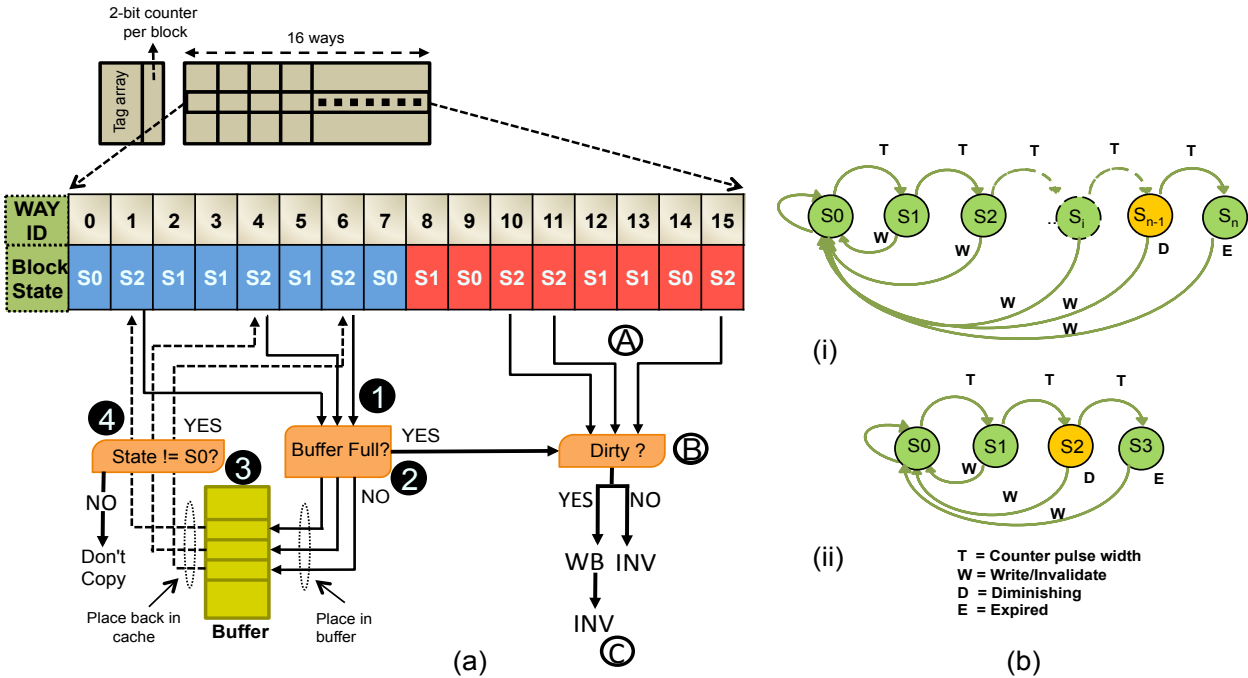 2-bit counter
per block
16 ways
Tag array
WAY
ID
0 1 2 3 4 5 6 7 8 9 10 11 12 13 14 15
Block
State
S0 S2 S1 S1 S2 S1 S2 S0 S1 S0 S2 S2 S1 S1 S0 S2
A
1
4
YES
State != S0?
3
NO
Don't
Copy
Buffer Full?
YES
2
NO
Dirty ?
B
YES
NO
WB
INV
INV
C
Place back in
cache
Buffer
Place in
buffer
(a)
T T T T T
S0 S1 S2 .. Si Sn-1 Sn
W
W
D
E
W
W
W
(i)
T T T
S0 S1 S2 S3
W
D
E
W
W
(ii)
T = Counter pulse width
W = Write/Invalidate
D = Diminishing
E = Expired
(b)